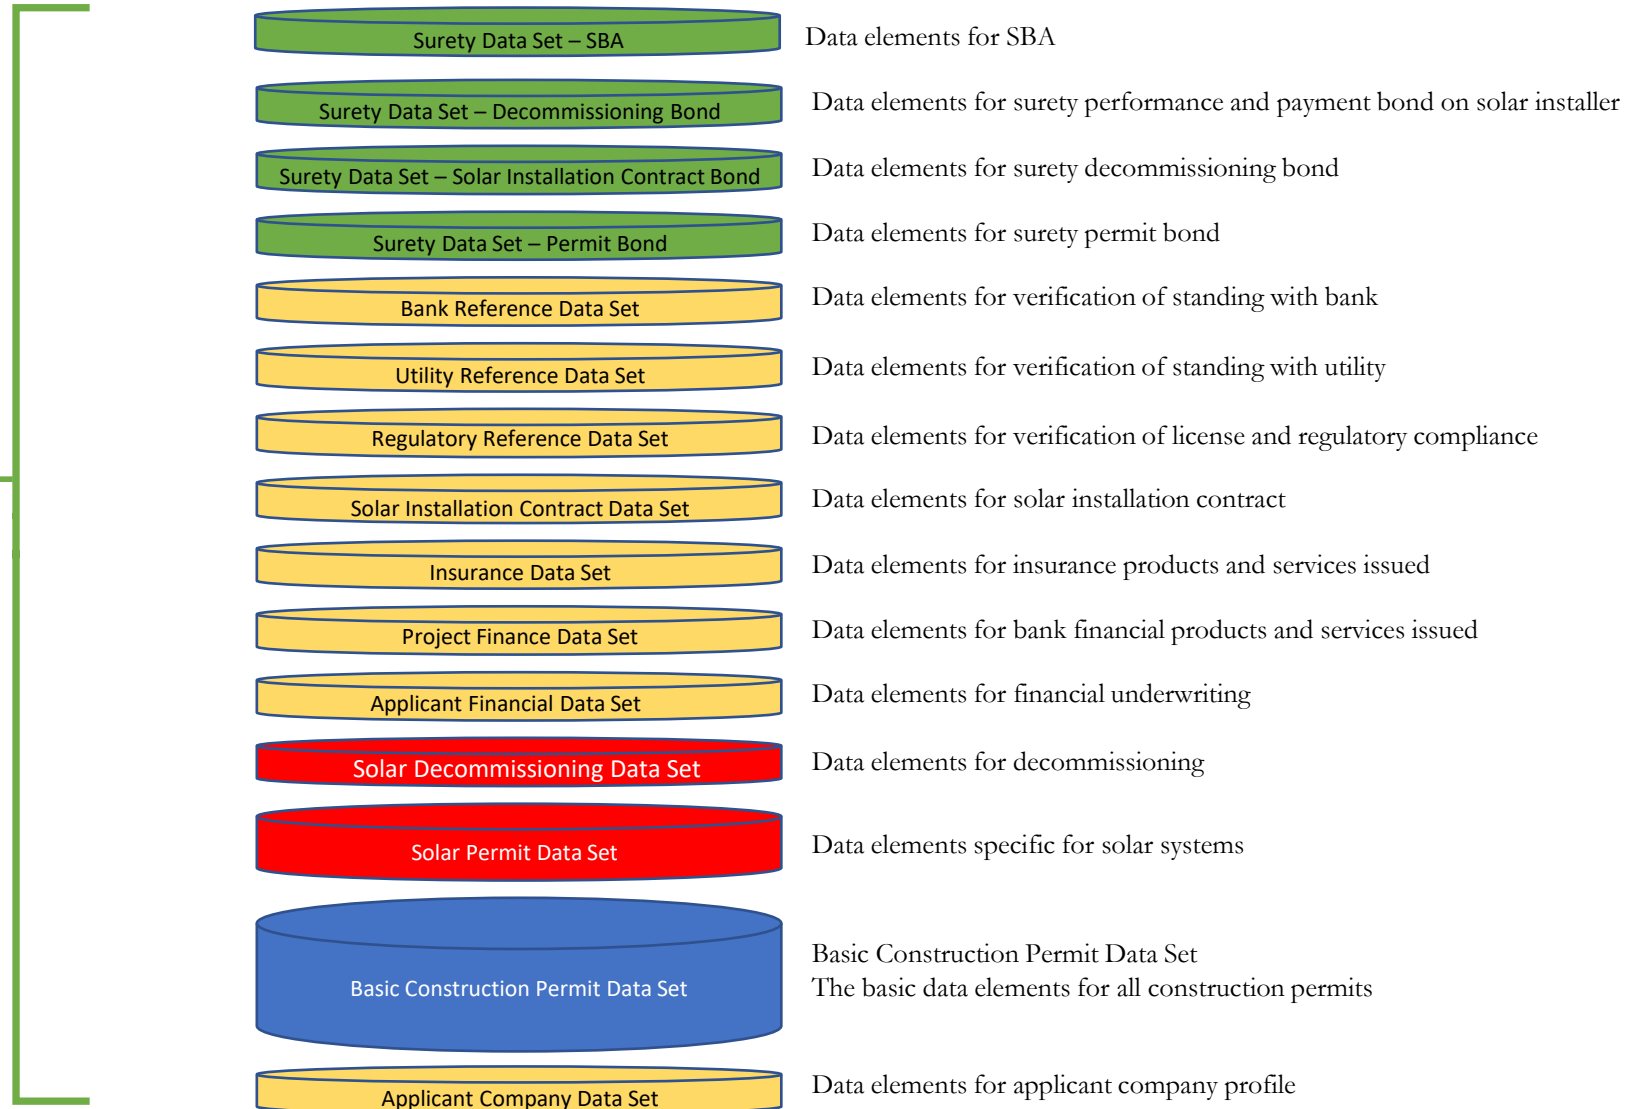 Surety Data Set – SBA
Data elements for SBA
Surety Data Set – Decommissioning Bond
Data elements for surety performance and payment bond on solar installer
Surety Data Set – Solar Installation Contract Bond
Data elements for surety decommissioning bond
Surety Data Set – Permit Bond
Data elements for surety permit bond
Bank Reference Data Set
Data elements for verification of standing with bank
Utility Reference Data Set
Data elements for verification of standing with utility
Regulatory Reference Data Set
Data elements for verification of license and regulatory compliance
Solar Installation Contract Data Set
Data elements for solar installation contract
Insurance Data Set
Data elements for insurance products and services issued
Project Finance Data Set
Data elements for bank financial products and services issued
Applicant Financial Data Set
Data elements for financial underwriting
Solar Decommissioning Data Set
Data elements for decommissioning
Solar Permit Data Set
Data elements specific for solar systems
Basic Construction Permit Data Set
Basic Construction Permit Data Set
The basic data elements for all construction permits
Applicant Company Data Set
Data elements for applicant company profile